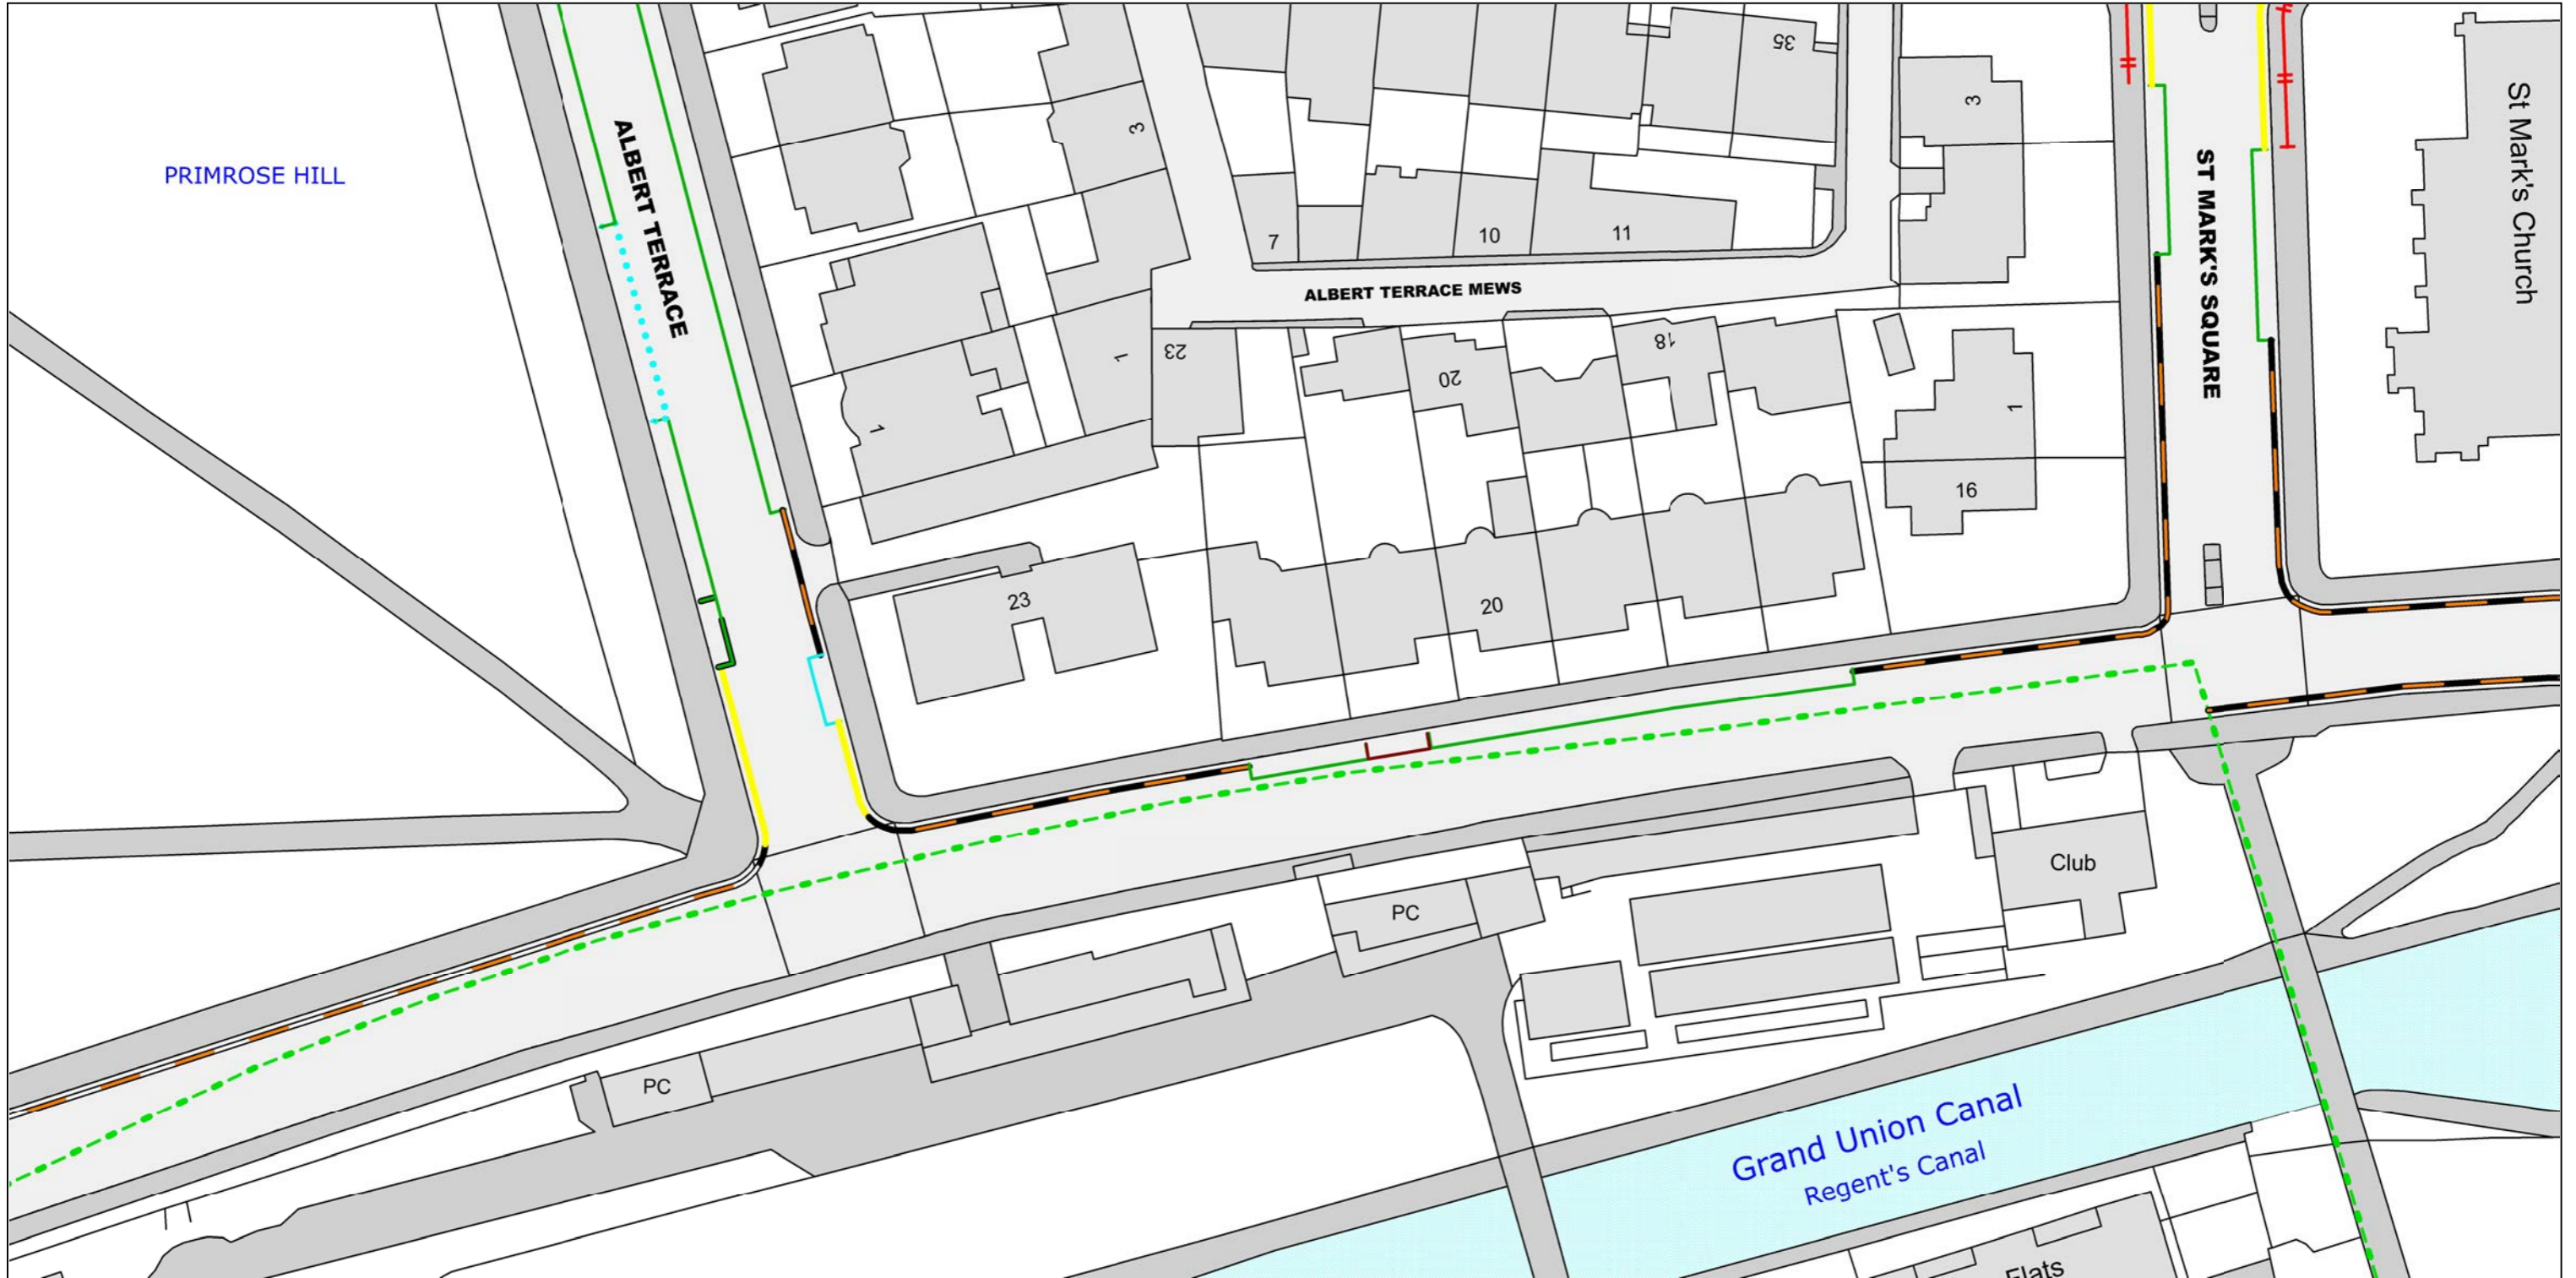 35
3
3
St Mark's Church
ALBERT TERRACE
ST MARK'S SQUARE
PRIMROSE HILL
7
10
11
ALBERT TERRACE MEWS
1
23
18
20
1
1
16
23
20
Club
PC
PC
Grand Union Canal
Regent's Canal
Flats